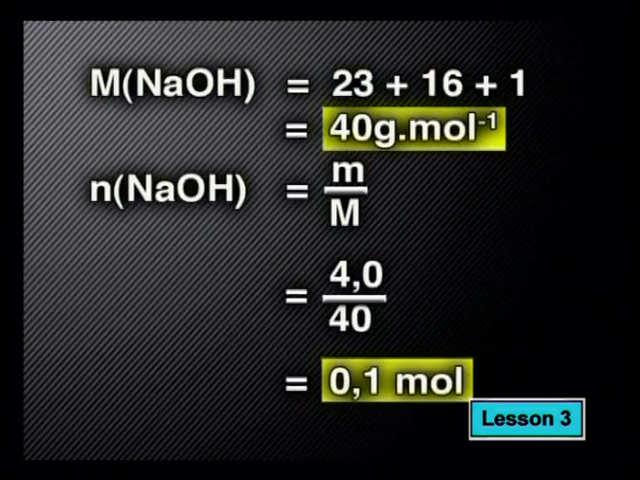 M(NaOH) = 23 + 16 + 1
= 40g.mol⁻¹
n(NaOH) = m/M
= 4,0/40
= 0,1 mol
Lesson 3